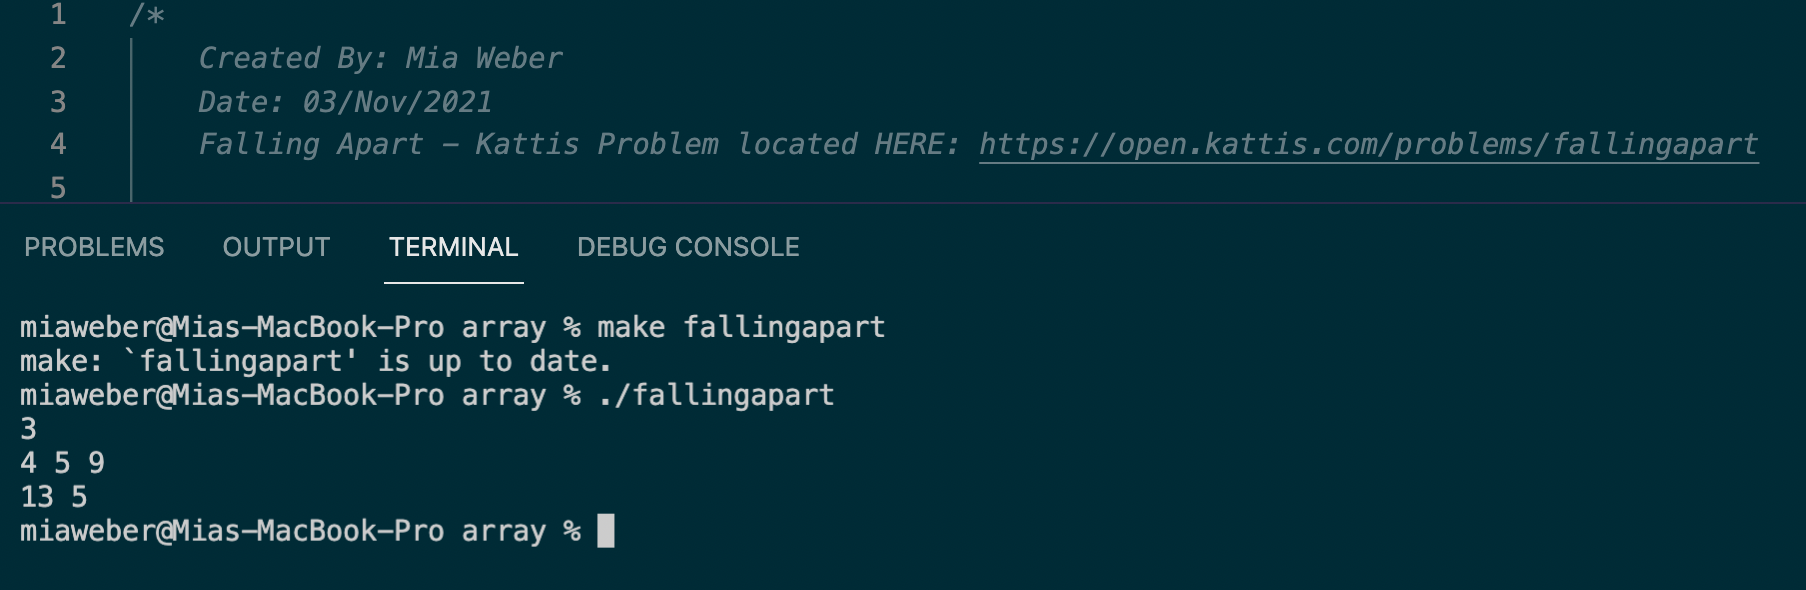 1 /*
2 Created By: Mia Weber
3 Date: 03/Nov/2021
4 Falling Apart - Kattis Problem located HERE: https://open.kattis.com/problems/fallingapart
5
PROBLEMS OUTPUT TERMINAL DEBUG CONSOLE
miaweber@Mias-MacBook-Pro array % make fallingapart
make: `fallingapart' is up to date.
miaweber@Mias-MacBook-Pro array % ./fallingapart
3
4 5 9
13 5
miaweber@Mias-MacBook-Pro array %